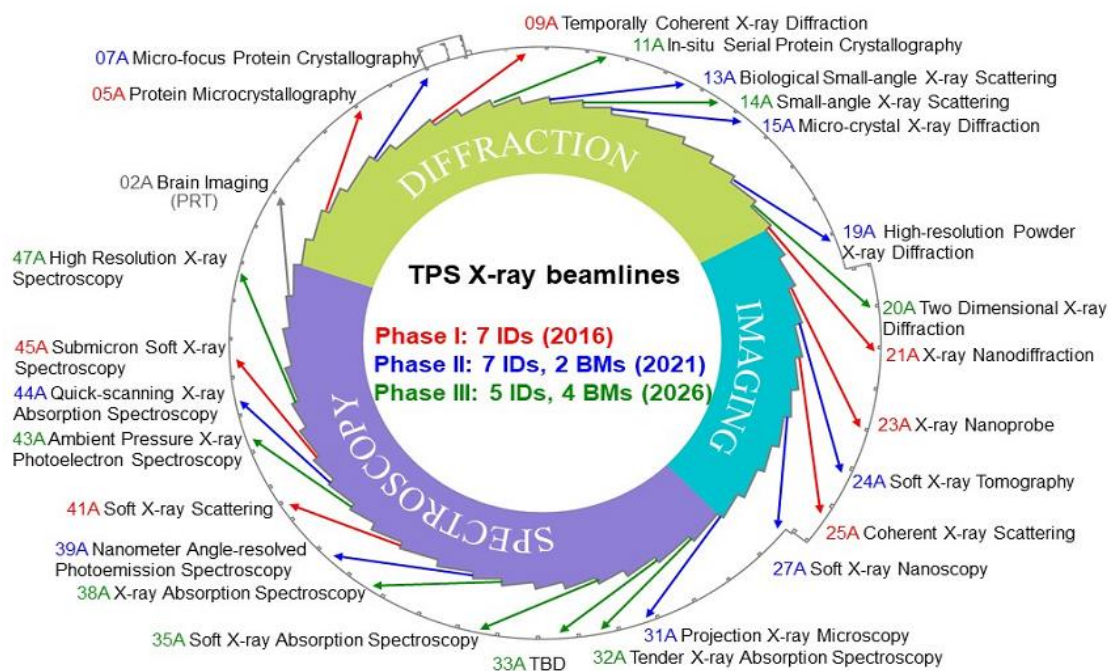 09A Temporally Coherent X-ray Diffraction
11A In-situ Serial Protein Crystallography
07A Micro-focus Protein Crystallography
13A Biological Small-angle X-ray Scattering
05A Protein Microcrystallography
14A Small-angle X-ray Scattering
15A Micro-crystal X-ray Diffraction
DIFFRACTION
02A Brain Imaging
(PRT)
19A High-resolution Powder
X-ray Diffraction
47A High Resolution X-ray
Spectroscopy
TPS X-ray beamlines
20A Two Dimensional X-ray
Diffraction
Phase I: 7 IDs (2016)
Phase II: 7 IDs, 2 BMs (2021)
Phase III: 5 IDs, 4 BMs (2026)
IMAGING
21A X-ray Nanodiffraction
45A Submicron Soft X-ray
Spectroscopy
44A Quick-scanning X-ray
Absorption Spectroscopy
23A X-ray Nanoprobe
43A Ambient Pressure X-ray
Photoelectron Spectroscopy
24A Soft X-ray Tomography
SPECTROSCOPY
41A Soft X-ray Scattering
25A Coherent X-ray Scattering
39A Nanometer Angle-resolved
Photoemission Spectroscopy
27A Soft X-ray Nanoscopy
38A X-ray Absorption Spectroscopy
35A Soft X-ray Absorption Spectroscopy
31A Projection X-ray Microscopy
32A Tender X-ray Absorption Spectroscopy
33A TBD